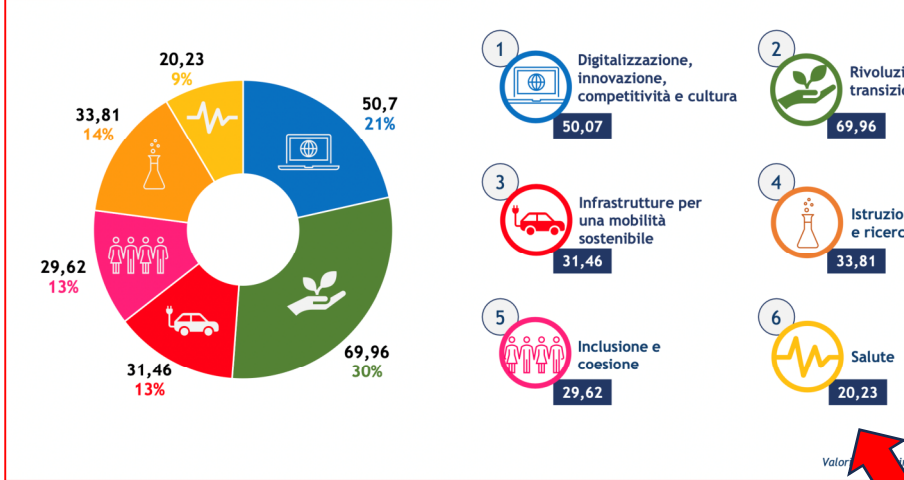 20,23
9%
50,7
21%
33,81
14%
29,62
13%
31,46
13%
69,96
30%
1
Digitalizzazione,
innovazione,
competitività e cultura
50,07
2
69,96
3
Infrastrutture per
una mobilità
sostenibile
31,46
4
e
33,81
5
Inclusione e
coesione
29,62
6
Salute
20,23